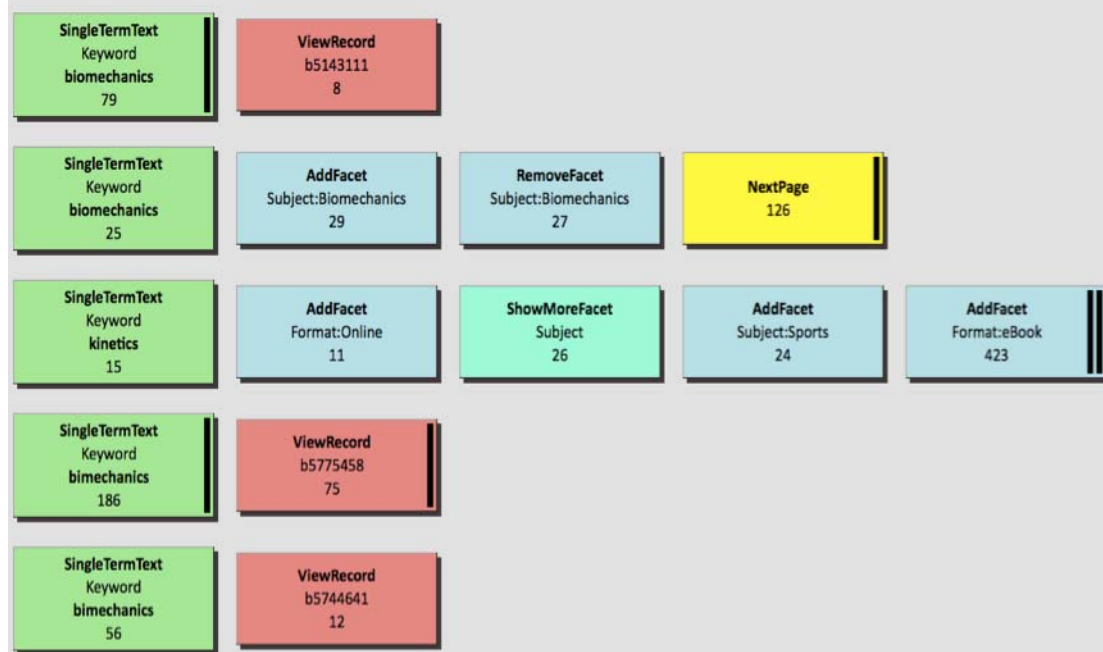 SingleTermText
Keyword
biomechanics
79
ViewRecord
b5143111
8
SingleTermText
Keyword
biomechanics
25
AddFacet
Subject:Biomechanics
29
RemoveFacet
Subject:Biomechanics
27
NextPage
126
SingleTermText
Keyword
kinetics
15
AddFacet
Format:Online
11
ShowMoreFacet
Subject
26
AddFacet
Subject:Sports
24
AddFacet
Format:eBook
423
SingleTermText
Keyword
bimechanics
186
ViewRecord
b5775458
75
SingleTermText
Keyword
bimechanics
56
ViewRecord
b5744641
12